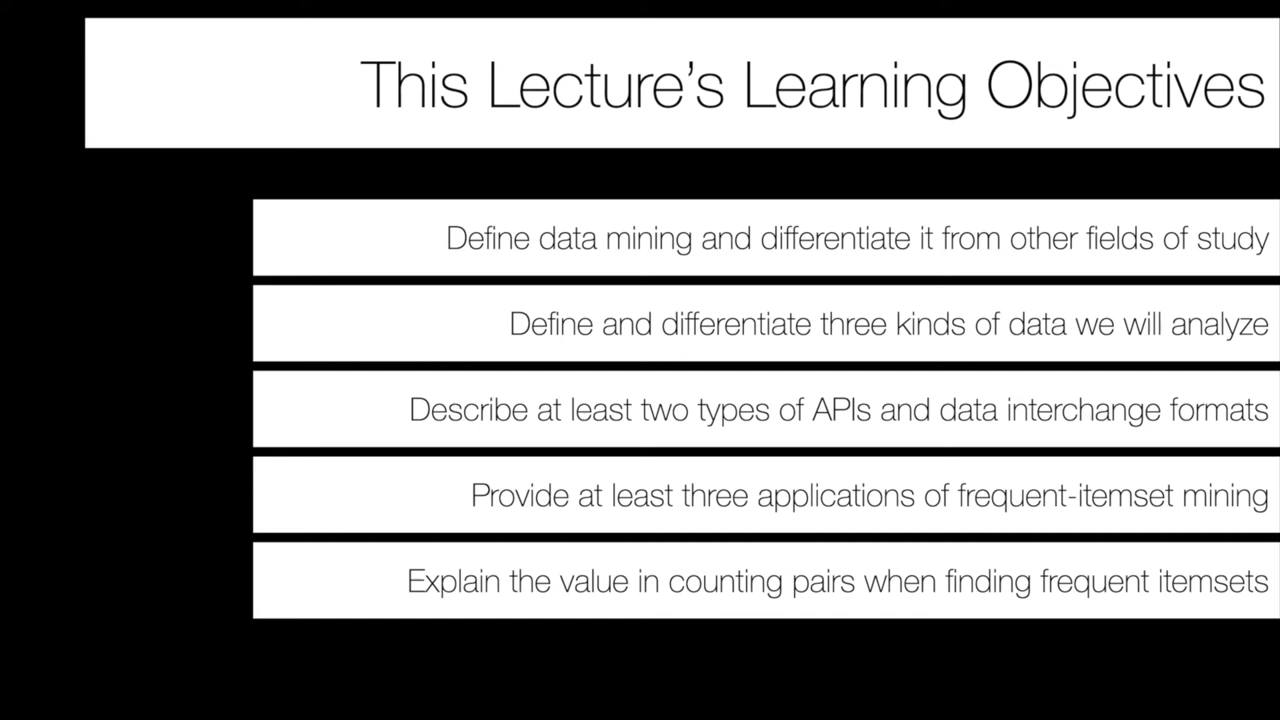 This Lecture's Learning Objectives
Define data mining and differentiate it from other fields of study
Define and differentiate three kinds of data we will analyze
Describe at least two types of APIs and data interchange formats
Provide at least three applications of frequent-itemset mining
Explain the value in counting pairs when finding frequent itemsets